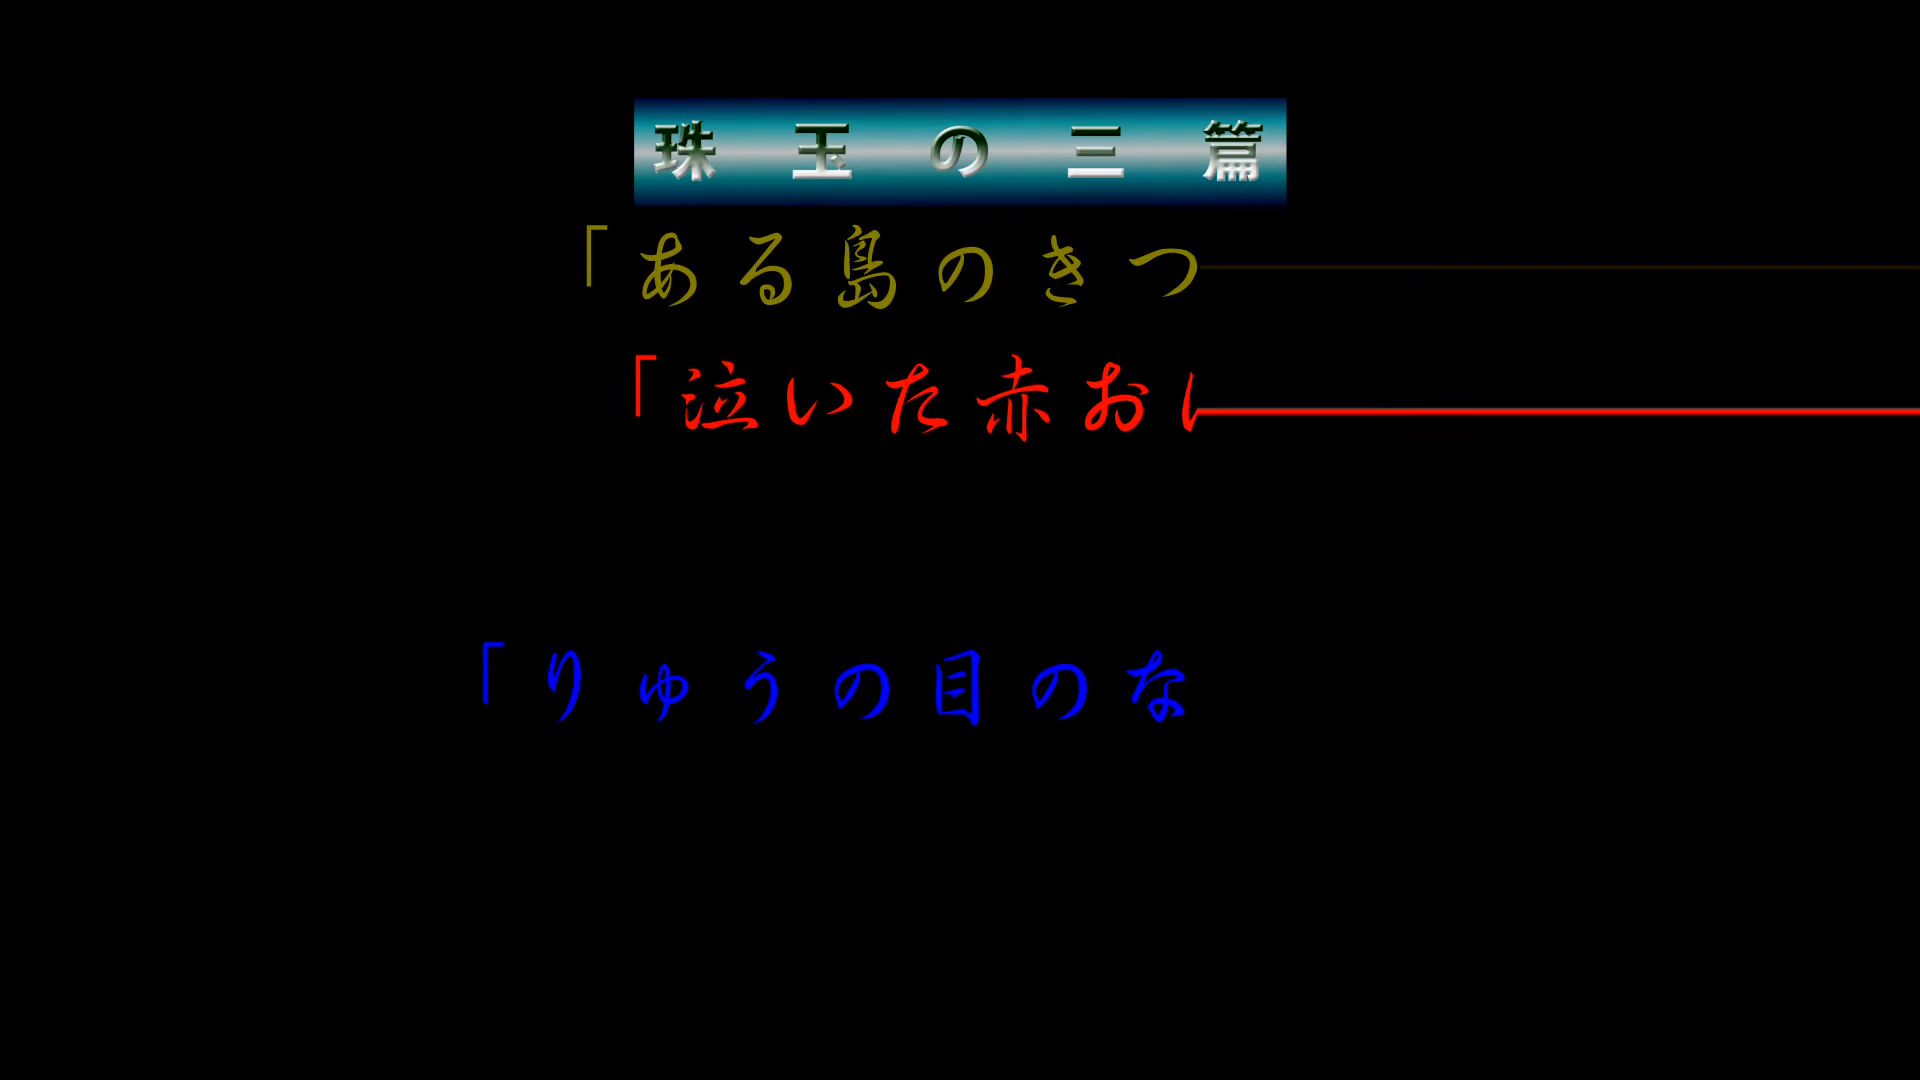 珠玉の三篇
「ある島のきつ
「泣いた赤お
「りゅうの目のな